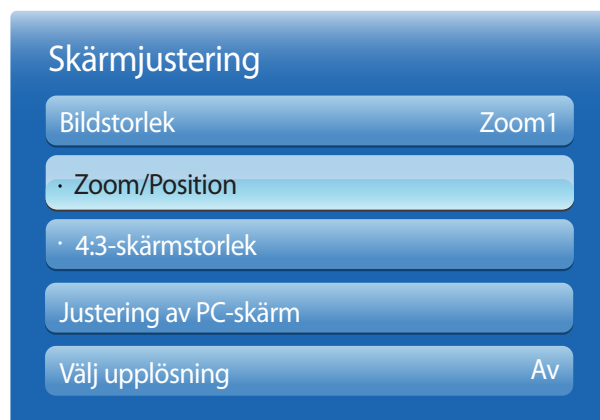 Skärmjustering
Bildstorlek Zoom1
· Zoom/Position
· 4:3-skärmstorlek
Justering av PC-skärm
Välj upplösning Av